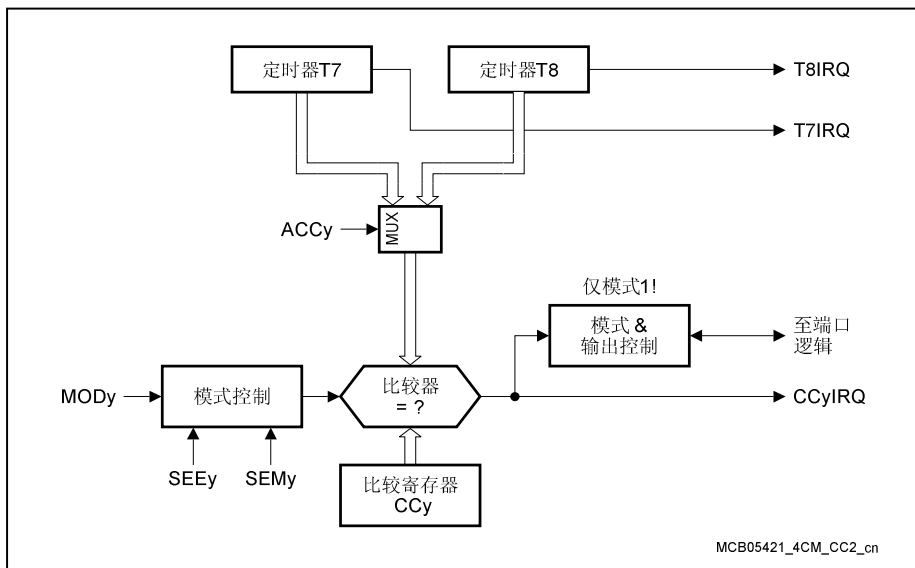 定时器T7
定时器T8
T8IRQ
T7IRQ
ACCy
MUX
仅模式1!
模式 &
输出控制
至端口
逻辑
MODy
模式控制
比较器
= ?
CCyIRQ
SEEy
SEMy
比较寄存器
CCy
MCB05421_4CM_CC2_cn